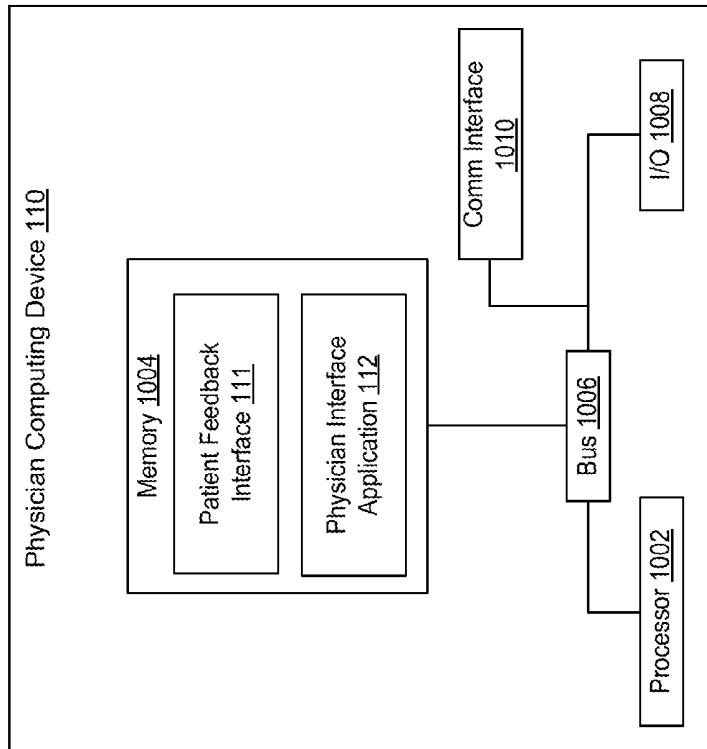 Physician Computing Device 110
Memory 1004
Patient Feedback
Interface 111
Physician Interface
Application 112
Comm Interface
1010
Bus 1006
Processor 1002
I/O 1008